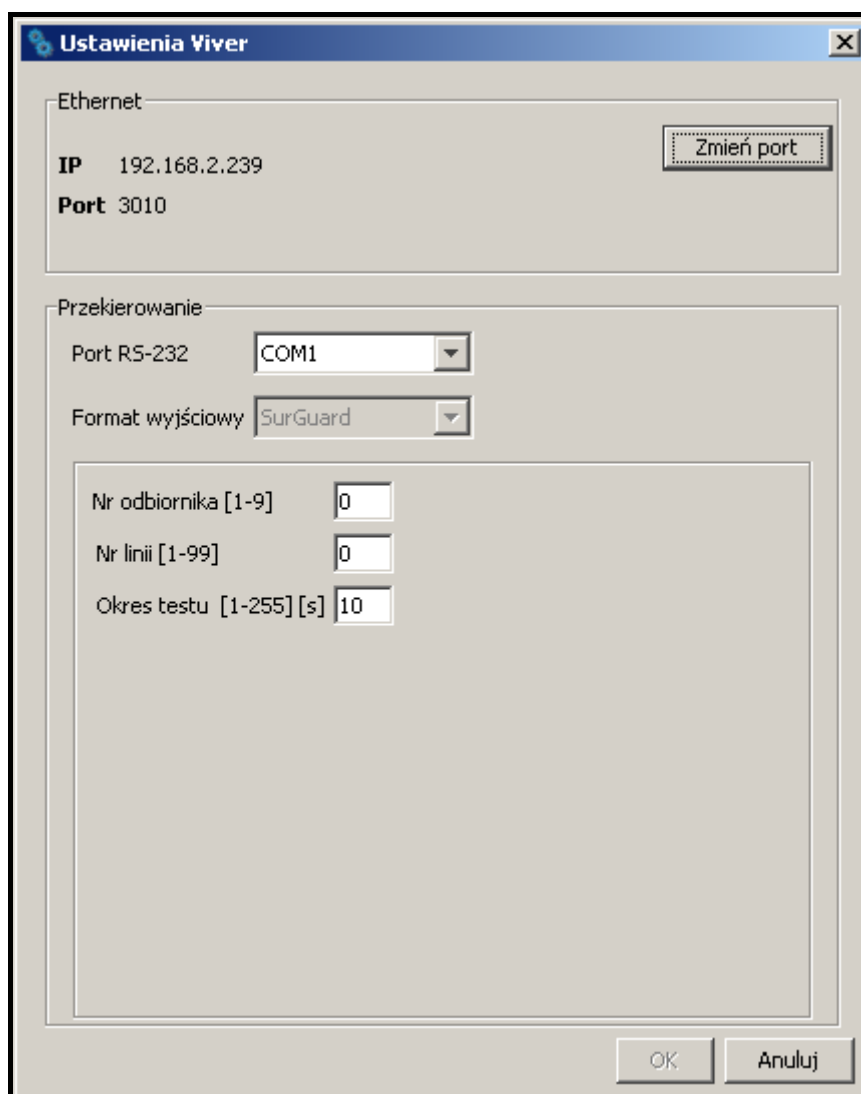 Ustawienia Viver
Ethernet
IP 192.168.2.239
Zmień port
Port 3010
Przekierowanie
Port RS-232 COM1
Format wyjściowy SurGuard
Nr odbiornika [1-9] 0
Nr linii [1-99] 0
Okres testu [1-255] [s] 10
OK Anuluj